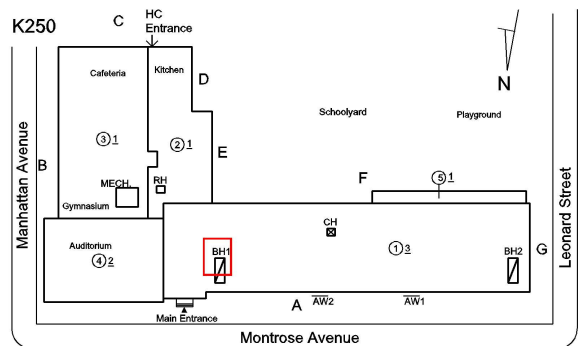 K250
C
HC
Entrance
Cafeteria
Kitchen
D
N
Schoolyard
Playground
3 1
2 1
E
B
Manhattan Avenue
MECH.
RH
F
5 1
Leonard Street
Gymnasium
CH
Auditorium
4 2
BH1
1 3
BH2
G
A
AW2
AW1
Main Entrance
Montrose Avenue